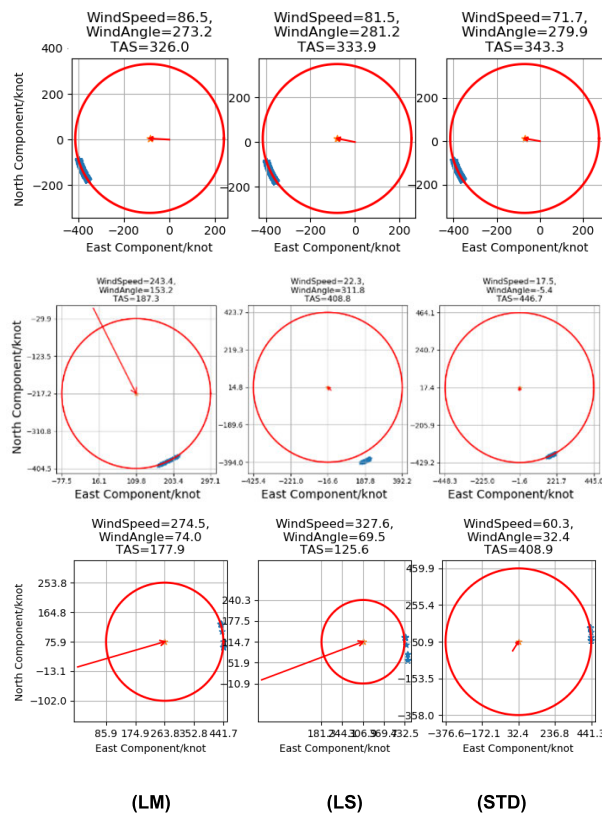 WindSpeed=86.5,
WindAngle=273.2
TAS=326.0
WindSpeed=81.5,
WindAngle=281.2
TAS=333.9
WindSpeed=71.7,
WindAngle=279.9
TAS=343.3
North Component/knot
400
200
0
−200
200
0
−200
200
0
−200
−400 −200 0 200
−400 −200 0 200
−400 −200 0 200
East Component/knot
East Component/knot
East Component/knot
WindSpeed=243.4,
WindAngle=153.2
TAS=187.3
WindSpeed=22.3,
WindAngle=311.8
TAS=408.8
WindSpeed=17.5,
WindAngle=-5.4
TAS=446.7
North Component/knot
−29.9
−123.5
−217.2
−310.8
−404.5
423.7
219.3
14.8
−189.6
−394.0
464.1
240.7
17.4
−205.9
−429.2
−77.5 16.1 109.8 203.4 297.1
−425.4 −221.0 −16.6 187.8 392.2
−448.3 −225.0 −1.6 221.7 445.0
East Component/knot
East Component/knot
East Component/knot
WindSpeed=274.5,
WindAngle=74.0
TAS=177.9
WindSpeed=327.6,
WindAngle=69.5
TAS=125.6
WindSpeed=60.3,
WindAngle=32.4
TAS=408.9
North Component/knot
253.8
164.8
75.9
−13.1
−102.0
240.3
177.5
114.7
51.9
−10.9
459.9
255.4
50.9
−153.5
−358.0
85.9 174.9 263.8 352.8 441.7
432.5
−376.6 −172.1 32.4 236.8 441.3
East Component/knot
East Component/knot
East Component/knot
(LM)
(LS)
(STD)